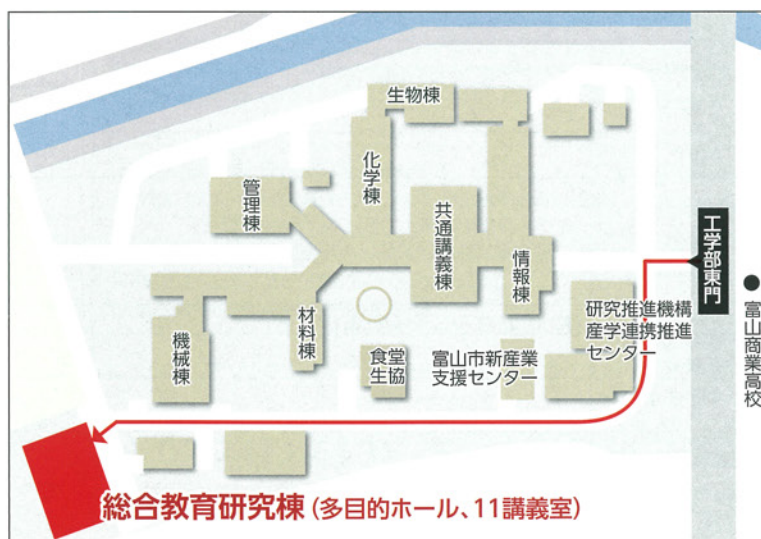 生物棟
化学棟
管理棟
共通講義棟
情報棟
工学部東門
● 富山商業高校
研究推進機構
産学連携推進
センター
材料棟
機械棟
食堂
生協
富山市新産業
支援センター
総合教育研究棟 (多目的ホール、11講義室)